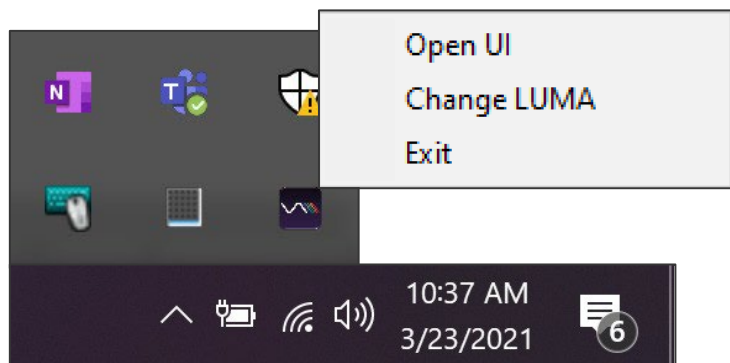 Open UI
Change LUMA
Exit
N
T
10:37 AM
3/23/2021
6